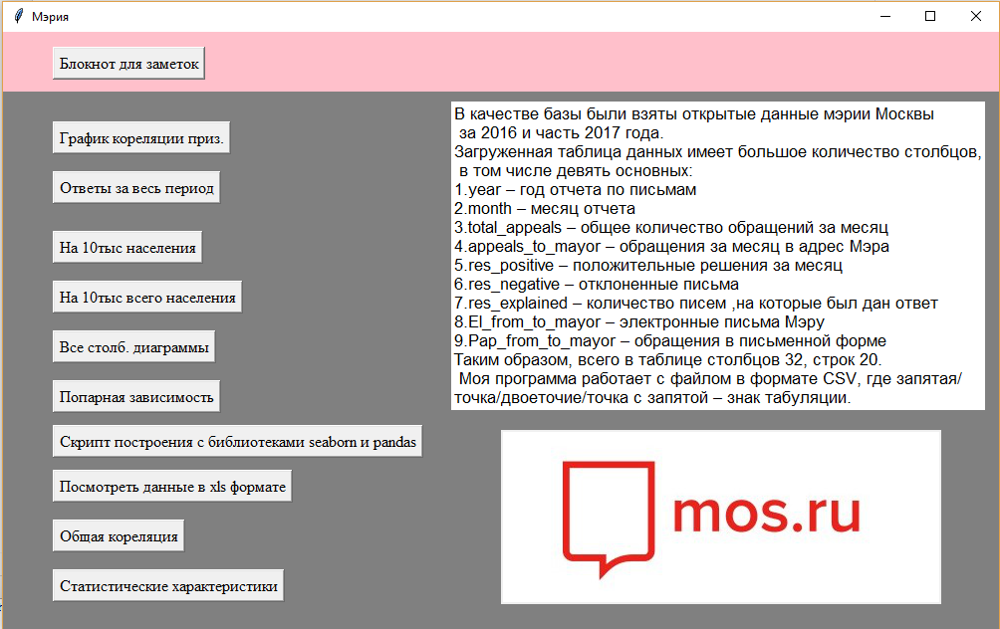 Мэрия
Блокнот для заметок
График кореляции приз.
Ответы за весь период
На 10тыс населения
На 10тыс всего населения
Все столб. диаграммы
Попарная зависимость
Скрипт построения с библиотеками seaborn и pandas
Посмотреть данные в xls формате
Общая кореляция
Статистические характеристики
В качестве базы были взяты открытые данные мэрии Москвы
за 2016 и часть 2017 года.
Загруженная таблица данных имеет большое количество столбцов,
в том числе девять основных:
1.year – год отчета по письмам
2.month – месяц отчета
3.total_appeals – общее количество обращений за месяц
4.appeals_to_mayor – обращения за месяц в адрес Мэра
5.res_positive – положительные решения за месяц
6.res_negative – отклоненные письма
7.res_explained – количество писем ,на которые был дан ответ
8.El_from_to_mayor – электронные письма Мэру
9.Pap_from_to_mayor – обращения в письменной форме
Таким образом, всего в таблице столбцов 32, строк 20.
Моя программа работает с файлом в формате CSV, где запятая/
точка/двоеточие/точка с запятой – знак табуляции.
mos.ru